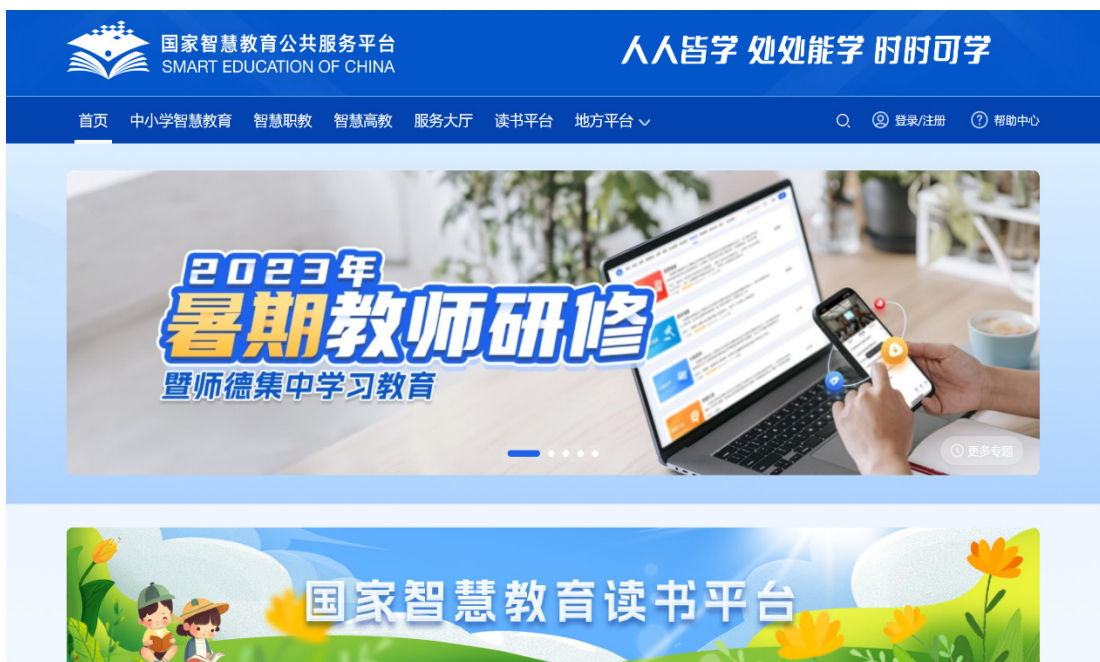 国家智慧教育公共服务平台
SMART EDUCATION OF CHINA
人人皆学 处处能学 时时可学
首页 中小学智慧教育 智慧职教 智慧高教 服务大厅 读书平台 地方平台 登录/注册 帮助中心
2023年
暑期教师研修
暨师德集中学习教育
更多专题
国家智慧教育读书平台